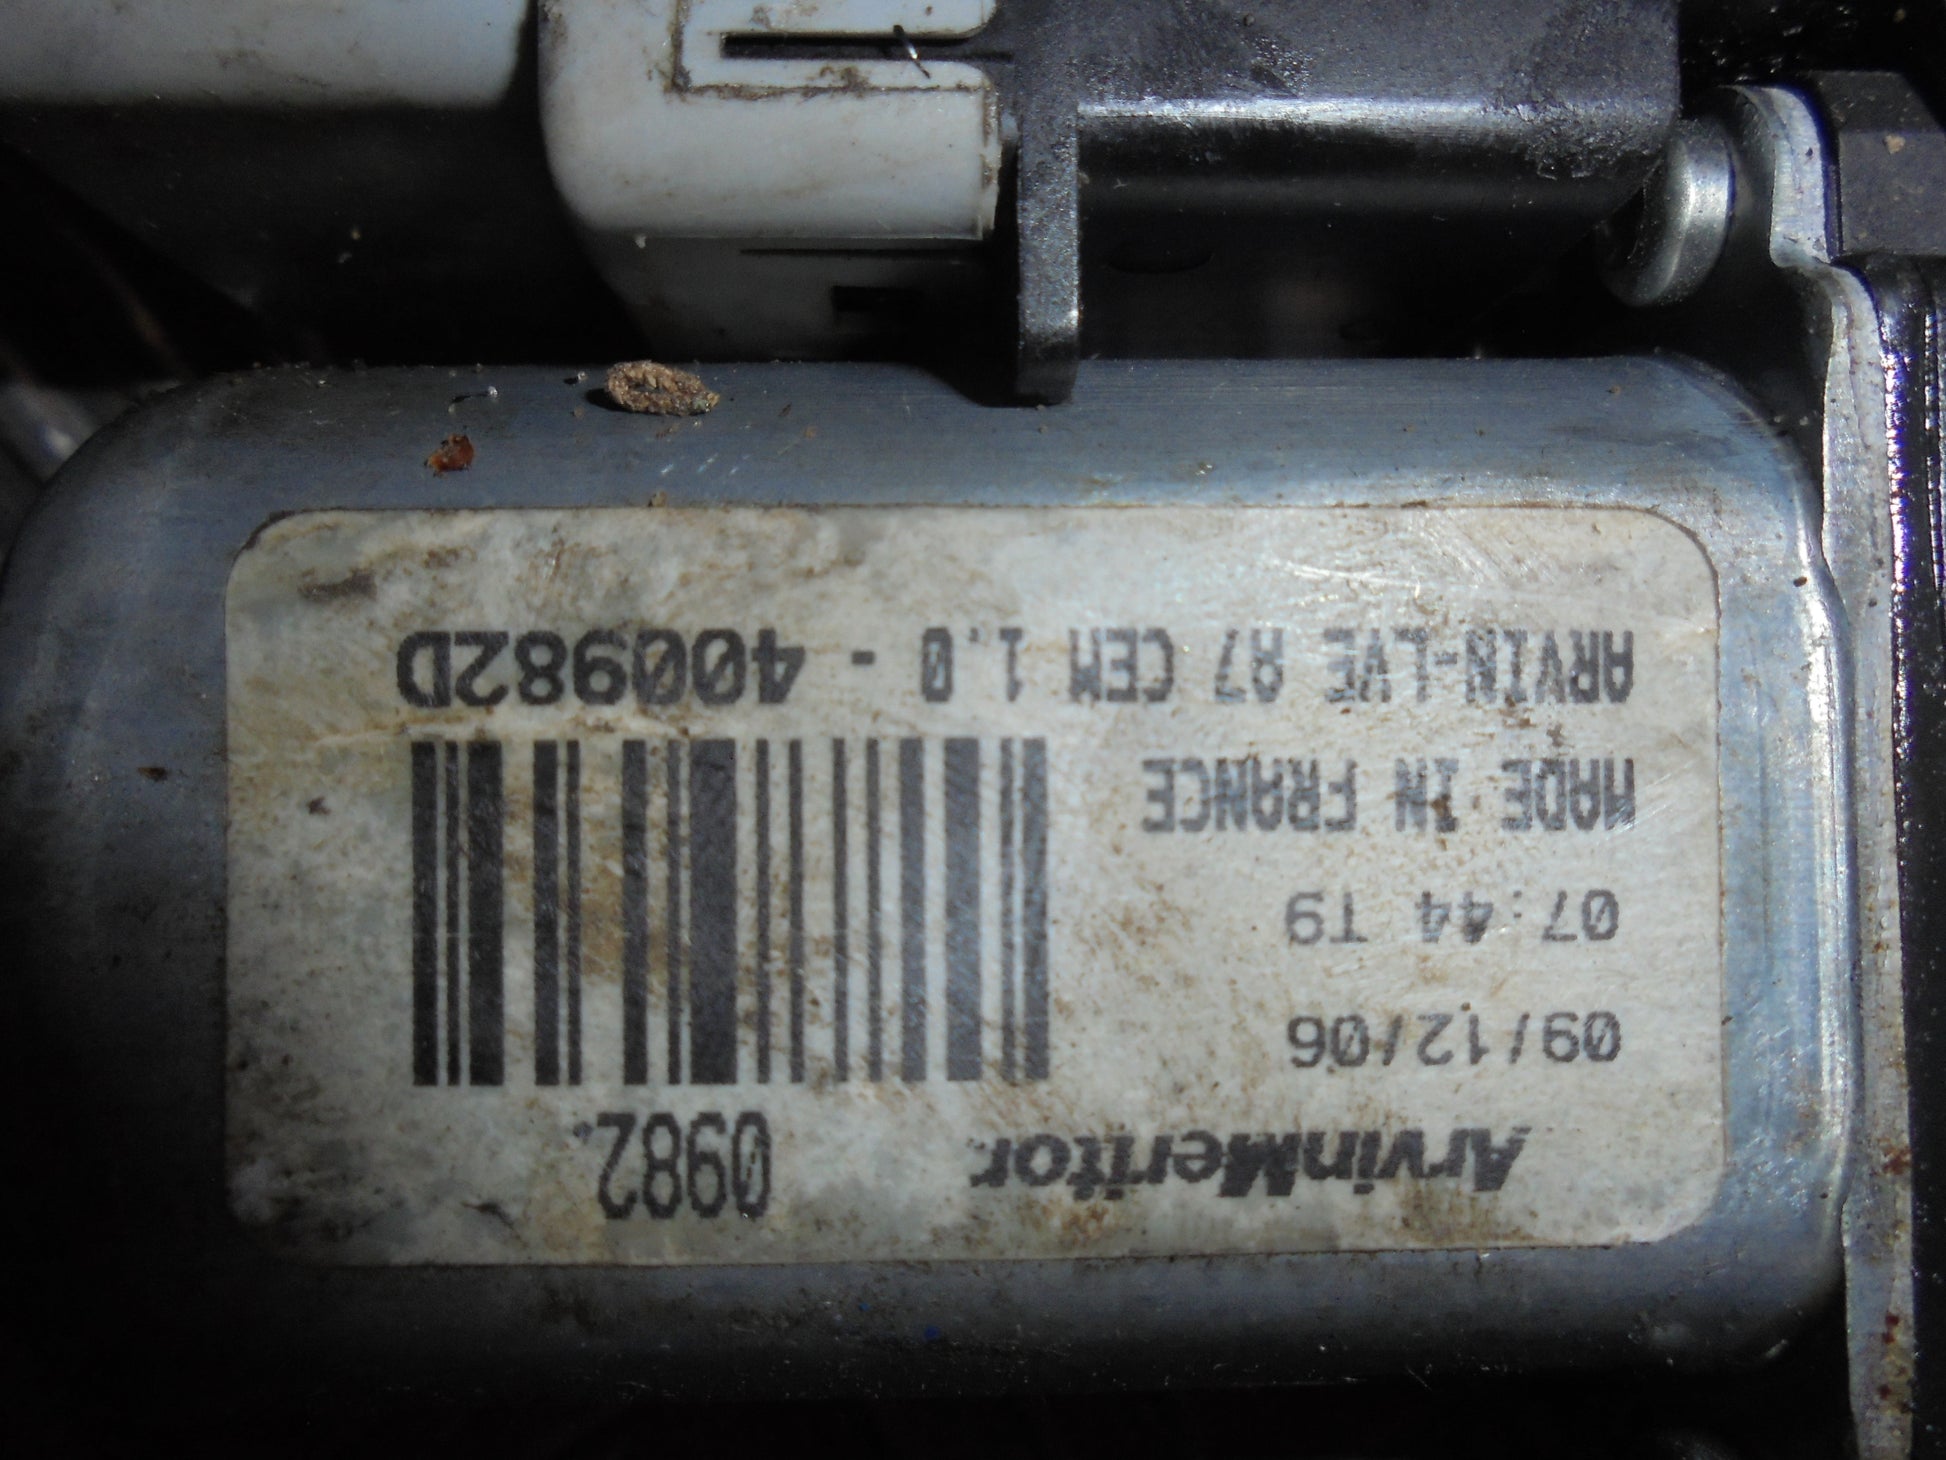 ArvinMeritor 0982.
09/12/06
07:44 T9
MADE IN FRANCE
ARVIN-LVE A7 CEM 1.0 - 400982D